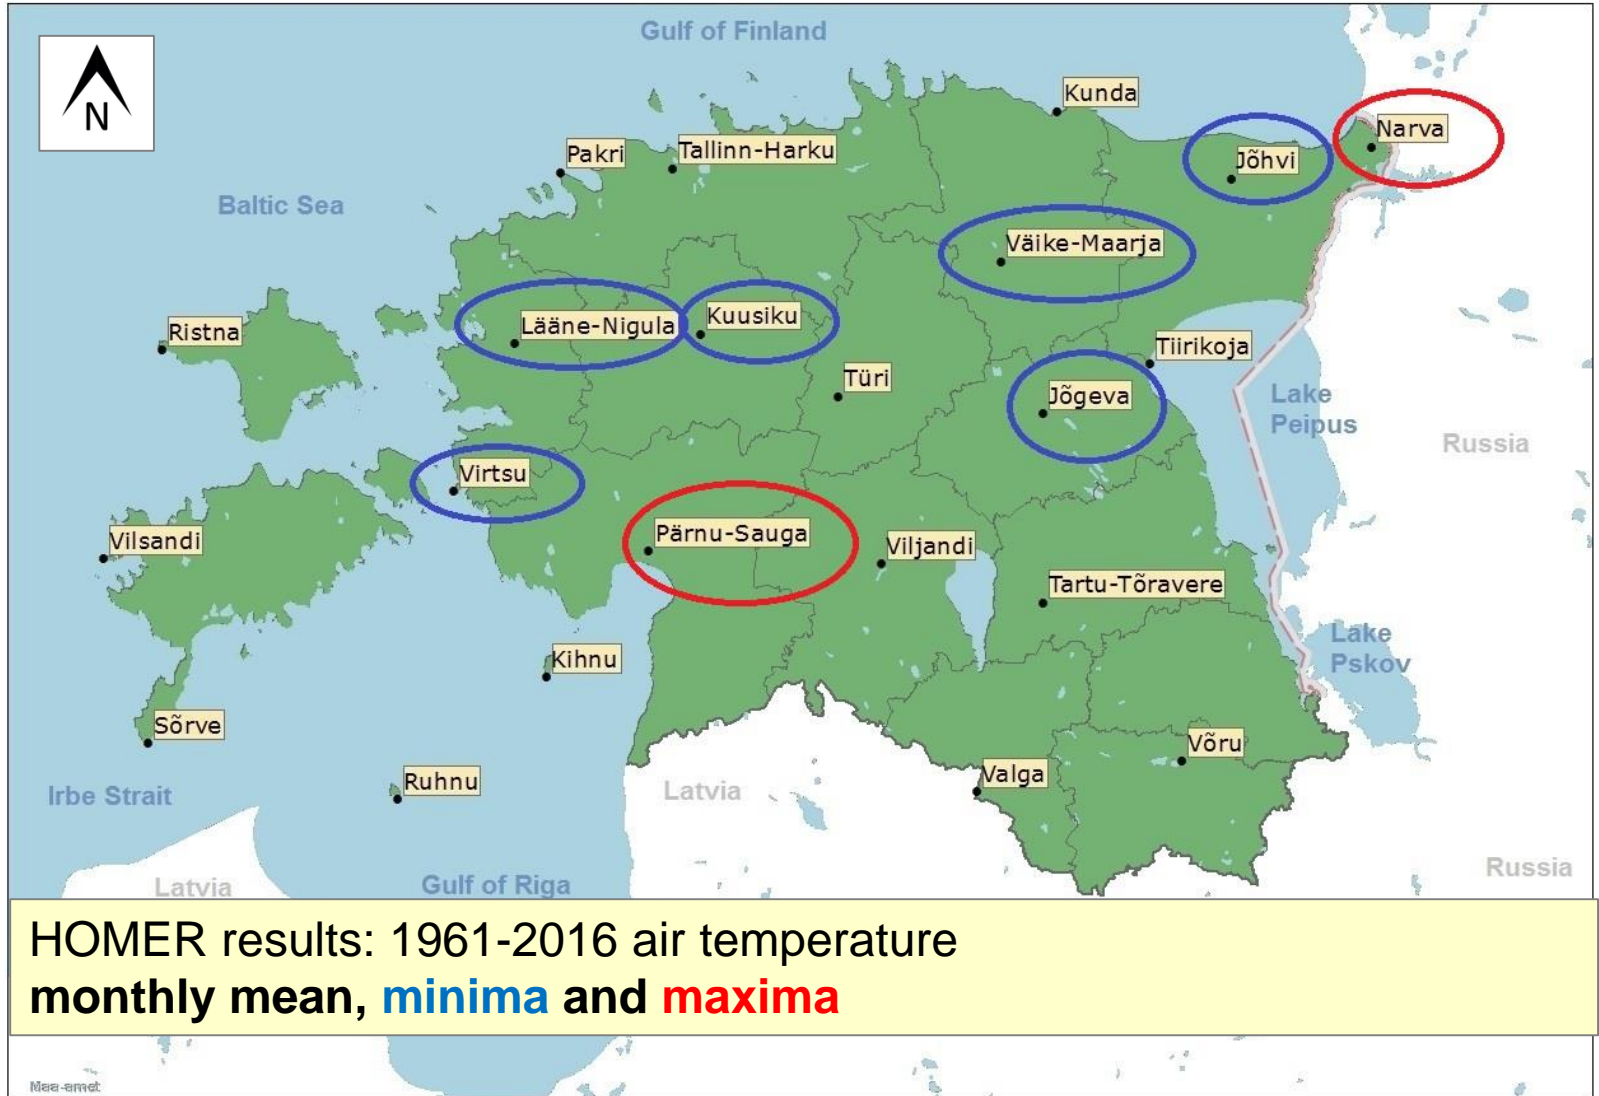 Gulf of Finland
N
Kunda
Narva
Pakri
Tallinn-Harku
Jõhvi
Baltic Sea
Väike-Maarja
Ristna
Lääne-Nigula
Kuusiku
Tiirikoja
Türi
Jõgeva
Lake
Peipus
Russia
Virtsu
Vilsandi
Pärnu-Sauga
Viljandi
Tartu-Tõravere
Lake
Pskov
Kihnu
Sõrve
Võru
Ruhnu
Valga
Irbe Strait
Latvia
Russia
Latvia
Gulf of Riga
HOMER results: 1961-2016 air temperature
monthly mean, minima and maxima
Maa-amet